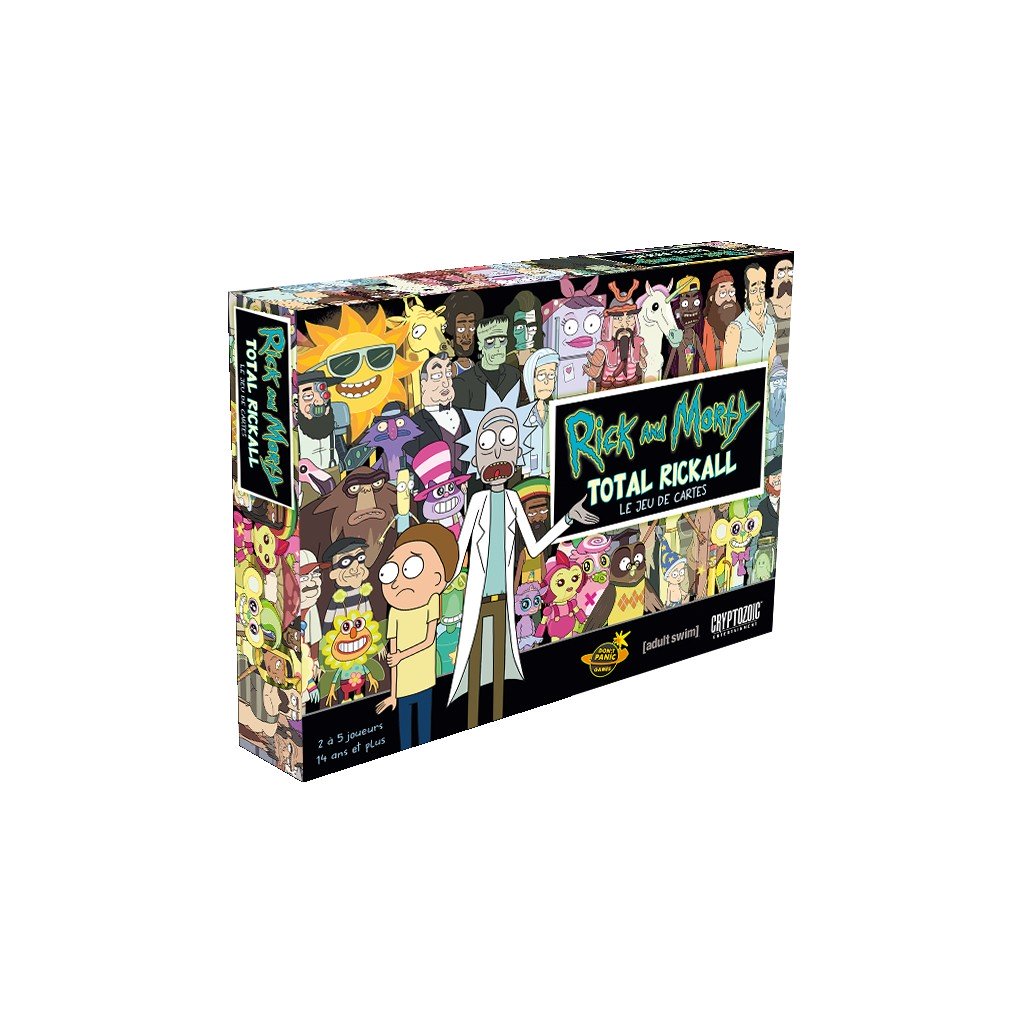 RICK AND MORTY
TOTAL RICKALL
LE JEU DE CARTES
RICK AND MORTY
TOTAL RICKALL
LE JEU DE CARTES
DON'T
PANIC
GAMES
[adult swim]
CRYPTOZOIC
ENTERTAINMENT
2 à 5 joueurs
14 ans et plus